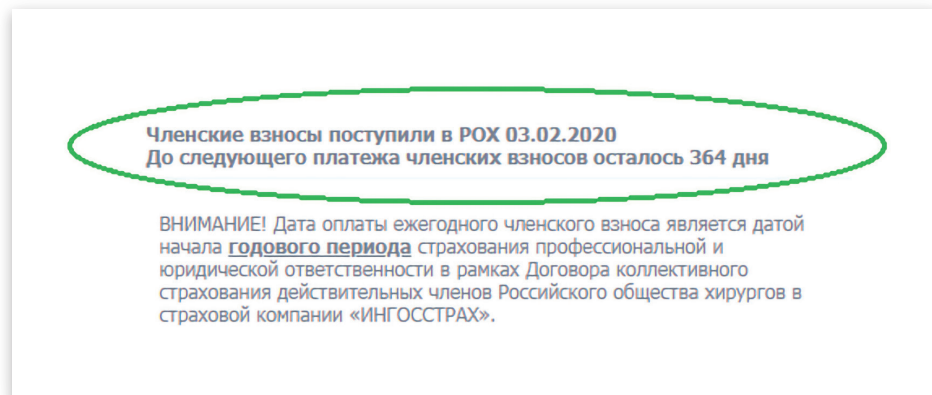 Членские взносы поступили в РОХ 03.02.2020
До следующего платежа членских взносов осталось 364 дня
ВНИМАНИЕ! Дата оплаты ежегодного членского взноса является датой
начала годового периода страхования профессиональной и
юридической ответственности в рамках Договора коллективного
страхования действительных членов Российского общества хирургов в
страховой компании «ИНГОССТРАХ».